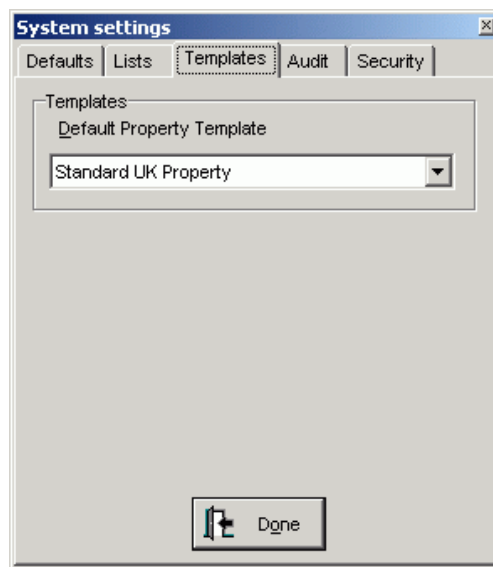 System settings
Defaults Lists Templates Audit Security
Templates
Default Property Template
Standard UK Property
Done